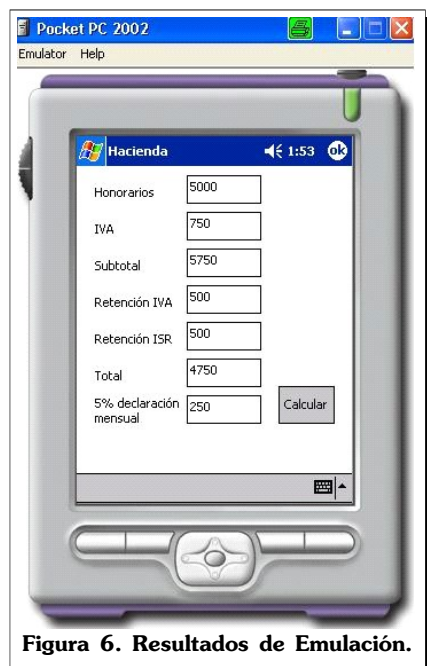 Pocket PC 2002
Emulator Help
Hacienda 1:53 ok
Honorarios 5000
IVA 750
Subtotal 5750
Retención IVA 500
Retención ISR 500
Total 4750
5% declaración
mensual 250 Calcular
Figura 6. Resultados de Emulación.